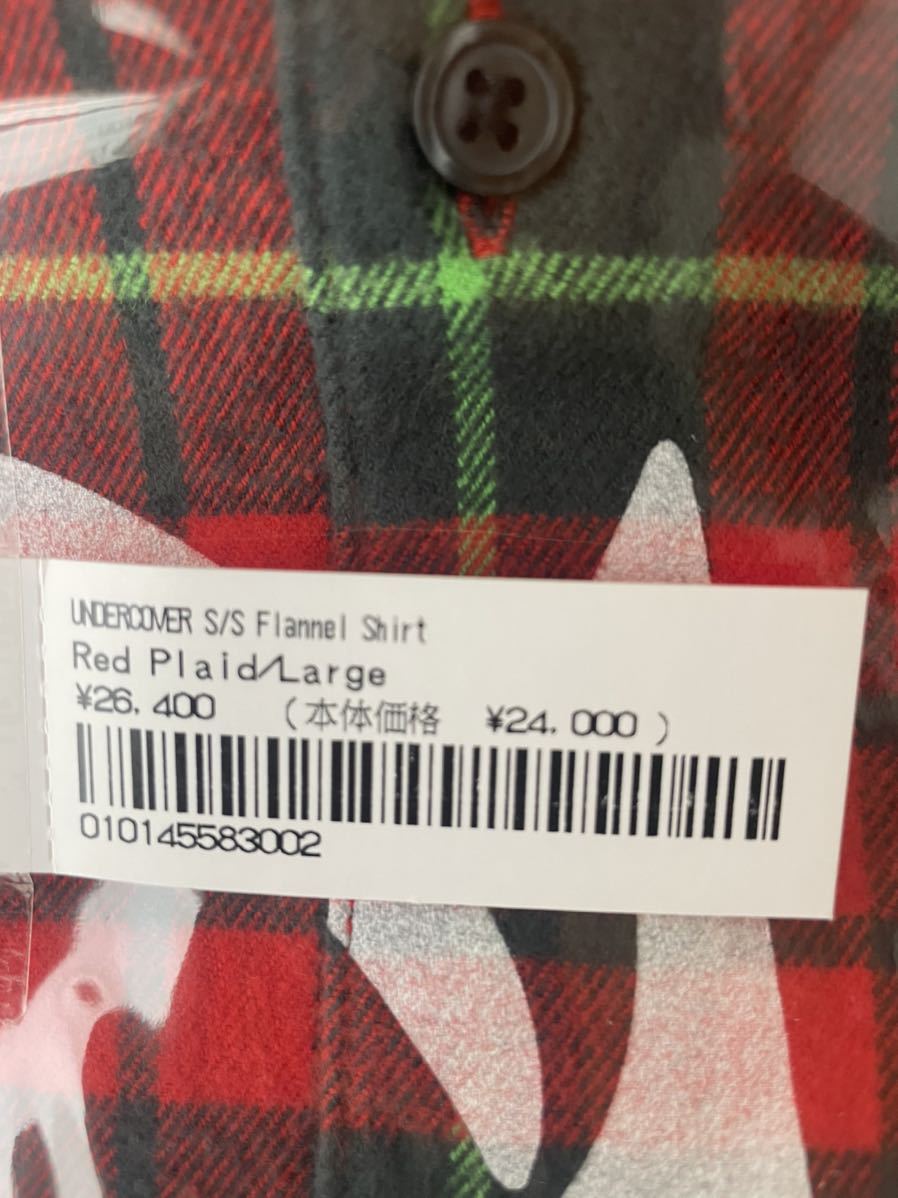 UNDERCOVER S/S Flannel Shirt
Red Plaid/Large
¥26,400 (本体価格 ¥24,000)
010145583002